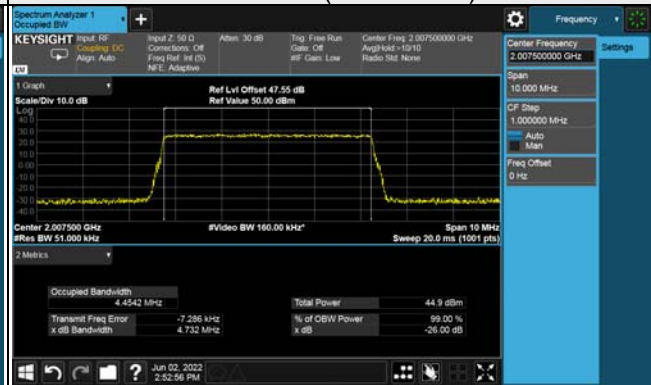 Spectrum Analyzer 1
Occupied BW
Frequency
KEYSIGHT Input: RF
Coupling: DC
Align: Auto
Input Z: 50 Ω
Corrections: Off
Freq Ref: Int (S)
NFE: Adaptive
Atten: 30 dB
Trig: Free Run
Gate: Off
#IF Gain: Low
Center Freq: 2.007500000 GHz
Avg|Hold:>10/10
Radio Std: None
Center Frequency
2.007500000 GHz
Settings
Span
10.000 MHz
CF Step
1.000000 MHz
Auto
Man
Freq Offset
0 Hz
1 Graph
Scale/Div 10.0 dB
Ref Lvl Offset 47.55 dB
Ref Value 50.00 dBm
Log
40.0
30.0
20.0
10.0
0.00
-10.0
-20.0
-30.0
-40.0
Center 2.007500 GHz
#Res BW 51.000 kHz
#Video BW 160.00 kHz*
Span 10 MHz
Sweep 20.0 ms (1001 pts)
2 Metrics
Occupied Bandwidth
4.4542 MHz
Total Power 44.9 dBm
Transmit Freq Error -7.286 kHz
% of OBW Power 99.00 %
x dB Bandwidth 4.732 MHz
x dB -26.00 dB
Jun 02, 2022
2:52:56 PM